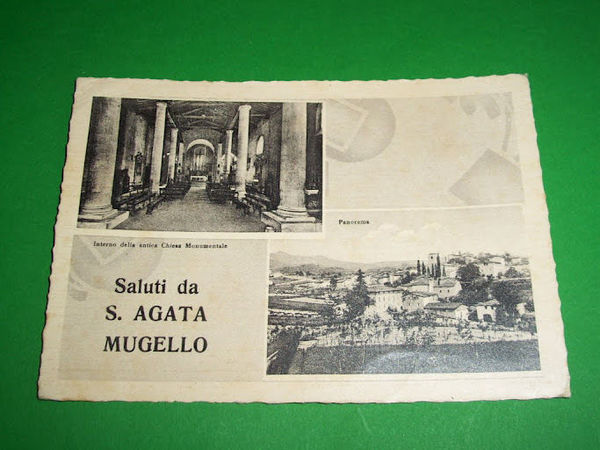 Interno della antica Chiesa Monumentale
Panorama
Saluti da
S. AGATA
MUGELLO